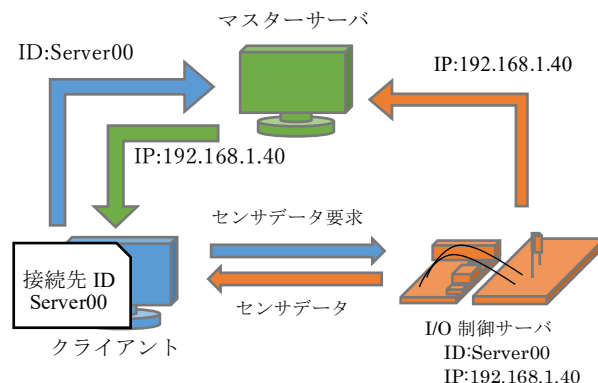 マスターサーバ
ID:Server00
IP:192.168.1.40
IP:192.168.1.40
センサデータ要求
接続先 ID
Server00
センサデータ
クライアント
I/O 制御サーバ
ID:Server00
IP:192.168.1.40